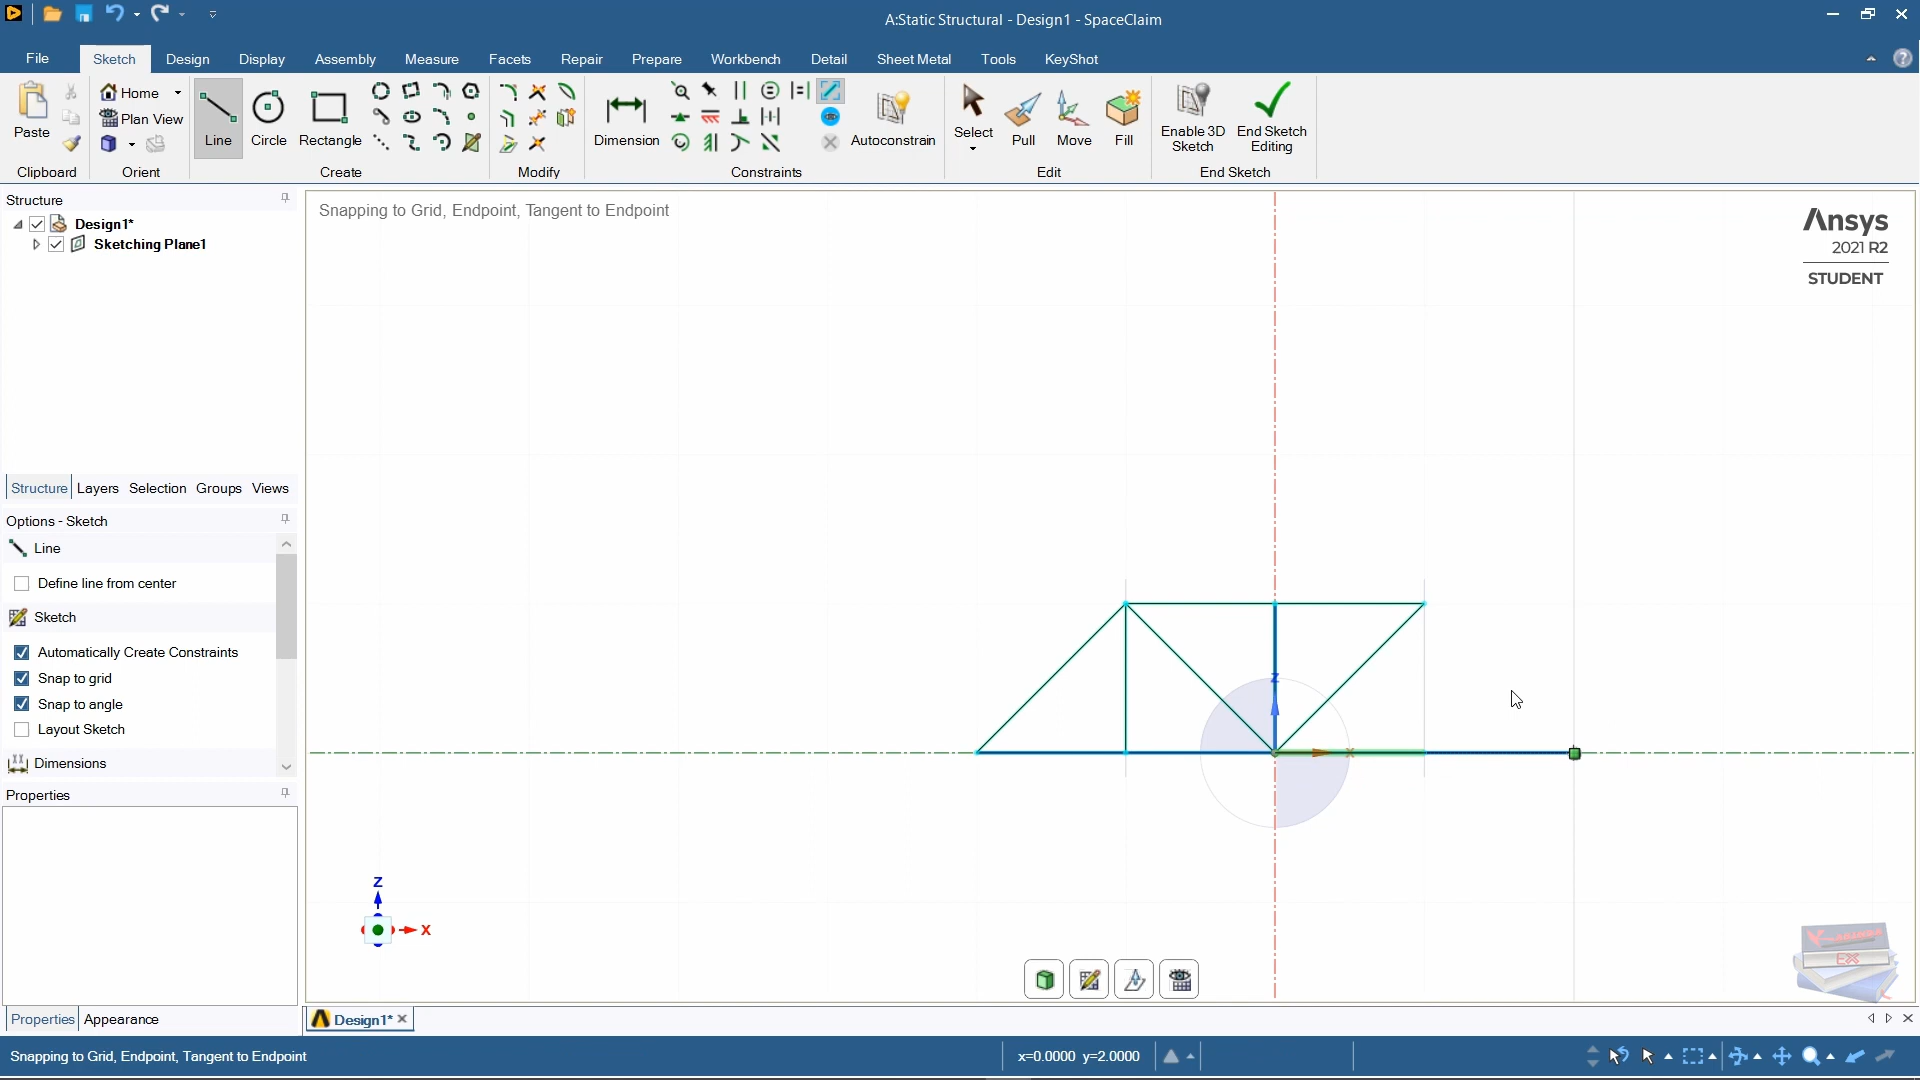 A:Static Structural - Design1 - SpaceClaim
File Sketch Design Display Assembly Measure Facets Repair Prepare Workbench Detail Sheet Metal Tools KeyShot
Paste
Clipboard
Home
Plan View
Orient
Line Circle Rectangle
Create
Modify
Dimension
Autoconstrain
Constraints
Select Pull Move Fill
Edit
Enable 3D Sketch
End Sketch Editing
End Sketch
Structure
Design1*
Sketching Plane1
Structure Layers Selection Groups Views
Options - Sketch
Line
Define line from center
Sketch
Automatically Create Constraints
Snap to grid
Snap to angle
Layout Sketch
Dimensions
Properties
Properties Appearance
Snapping to Grid, Endpoint, Tangent to Endpoint
Ansys
2021 R2
STUDENT
Z
X
Z
X
EX
Design1*
Snapping to Grid, Endpoint, Tangent to Endpoint
x=0.0000 y=2.0000